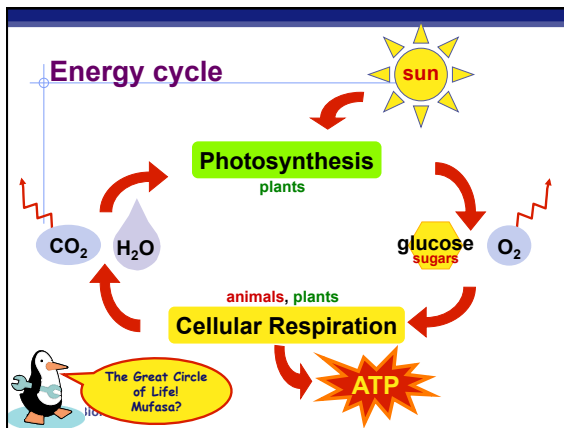 Energy cycle
sun
Photosynthesis
plants
CO₂
H₂O
glucose
sugars
O₂
animals, plants
Cellular Respiration
ATP
The Great Circle
of Life!
Mufasa?